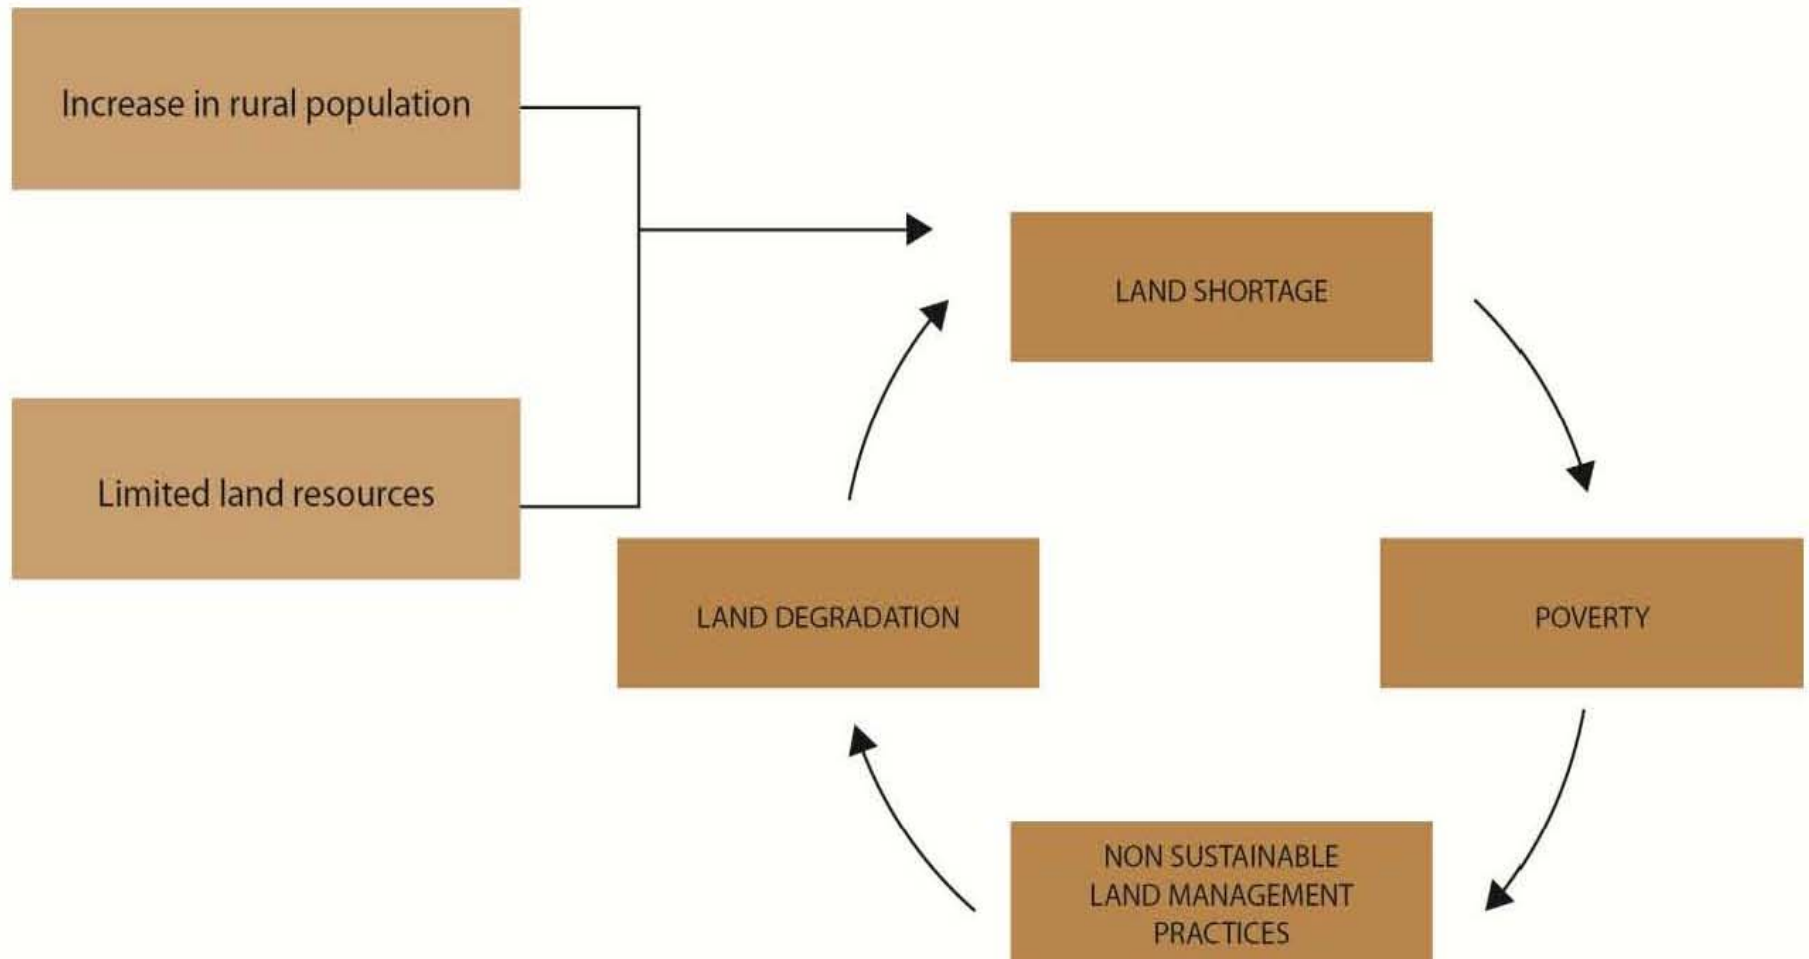 Increase in rural population
LAND SHORTAGE
Limited land resources
LAND DEGRADATION
POVERTY
NON SUSTAINABLE
LAND MANAGEMENT
PRACTICES